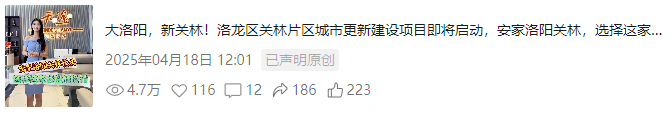 大洛阳，新关林！洛龙区关林片区城市更新建设项目即将启动，安家洛阳关林，选择这家...
2025年04月18日 12:01 已声明原创
4.7万 116 12 186 223